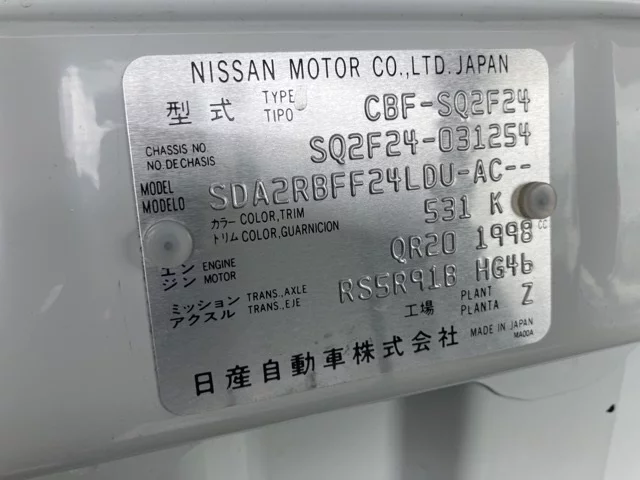 NISSAN MOTOR CO.,LTD. JAPAN
型式 TYPE TIPO CBF-SQ2F24
CHASSIS NO NO.DE CHASIS SQ2F24-031254
MODEL MODELO SDA2RBFF24LDU-AC--
カラー COLOR,TRIM トリム COLOR,GUARNICION 531 K
エンジン ENGINE MOTOR QR20 1998 CC
ミッション TRANS.,AXLE アクスル TRANS.,EJE RS5R91B HG46
工場 PLANT PLANTA Z
MADE IN JAPAN
MA00A
日産自動車株式会社